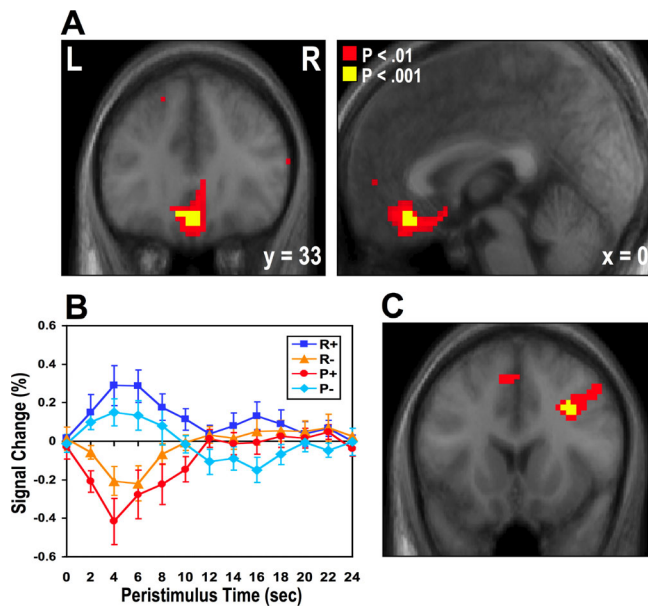 A
L
R
y = 33
P < .01
P < .001
x = 0
B
Signal Change (%)
0.6
0.4
0.2
0
-0.2
-0.4
-0.6
R+
R-
P+
P-
0 2 4 6 8 10 12 14 16 18 20 22 24
Peristimulus Time (sec)
C